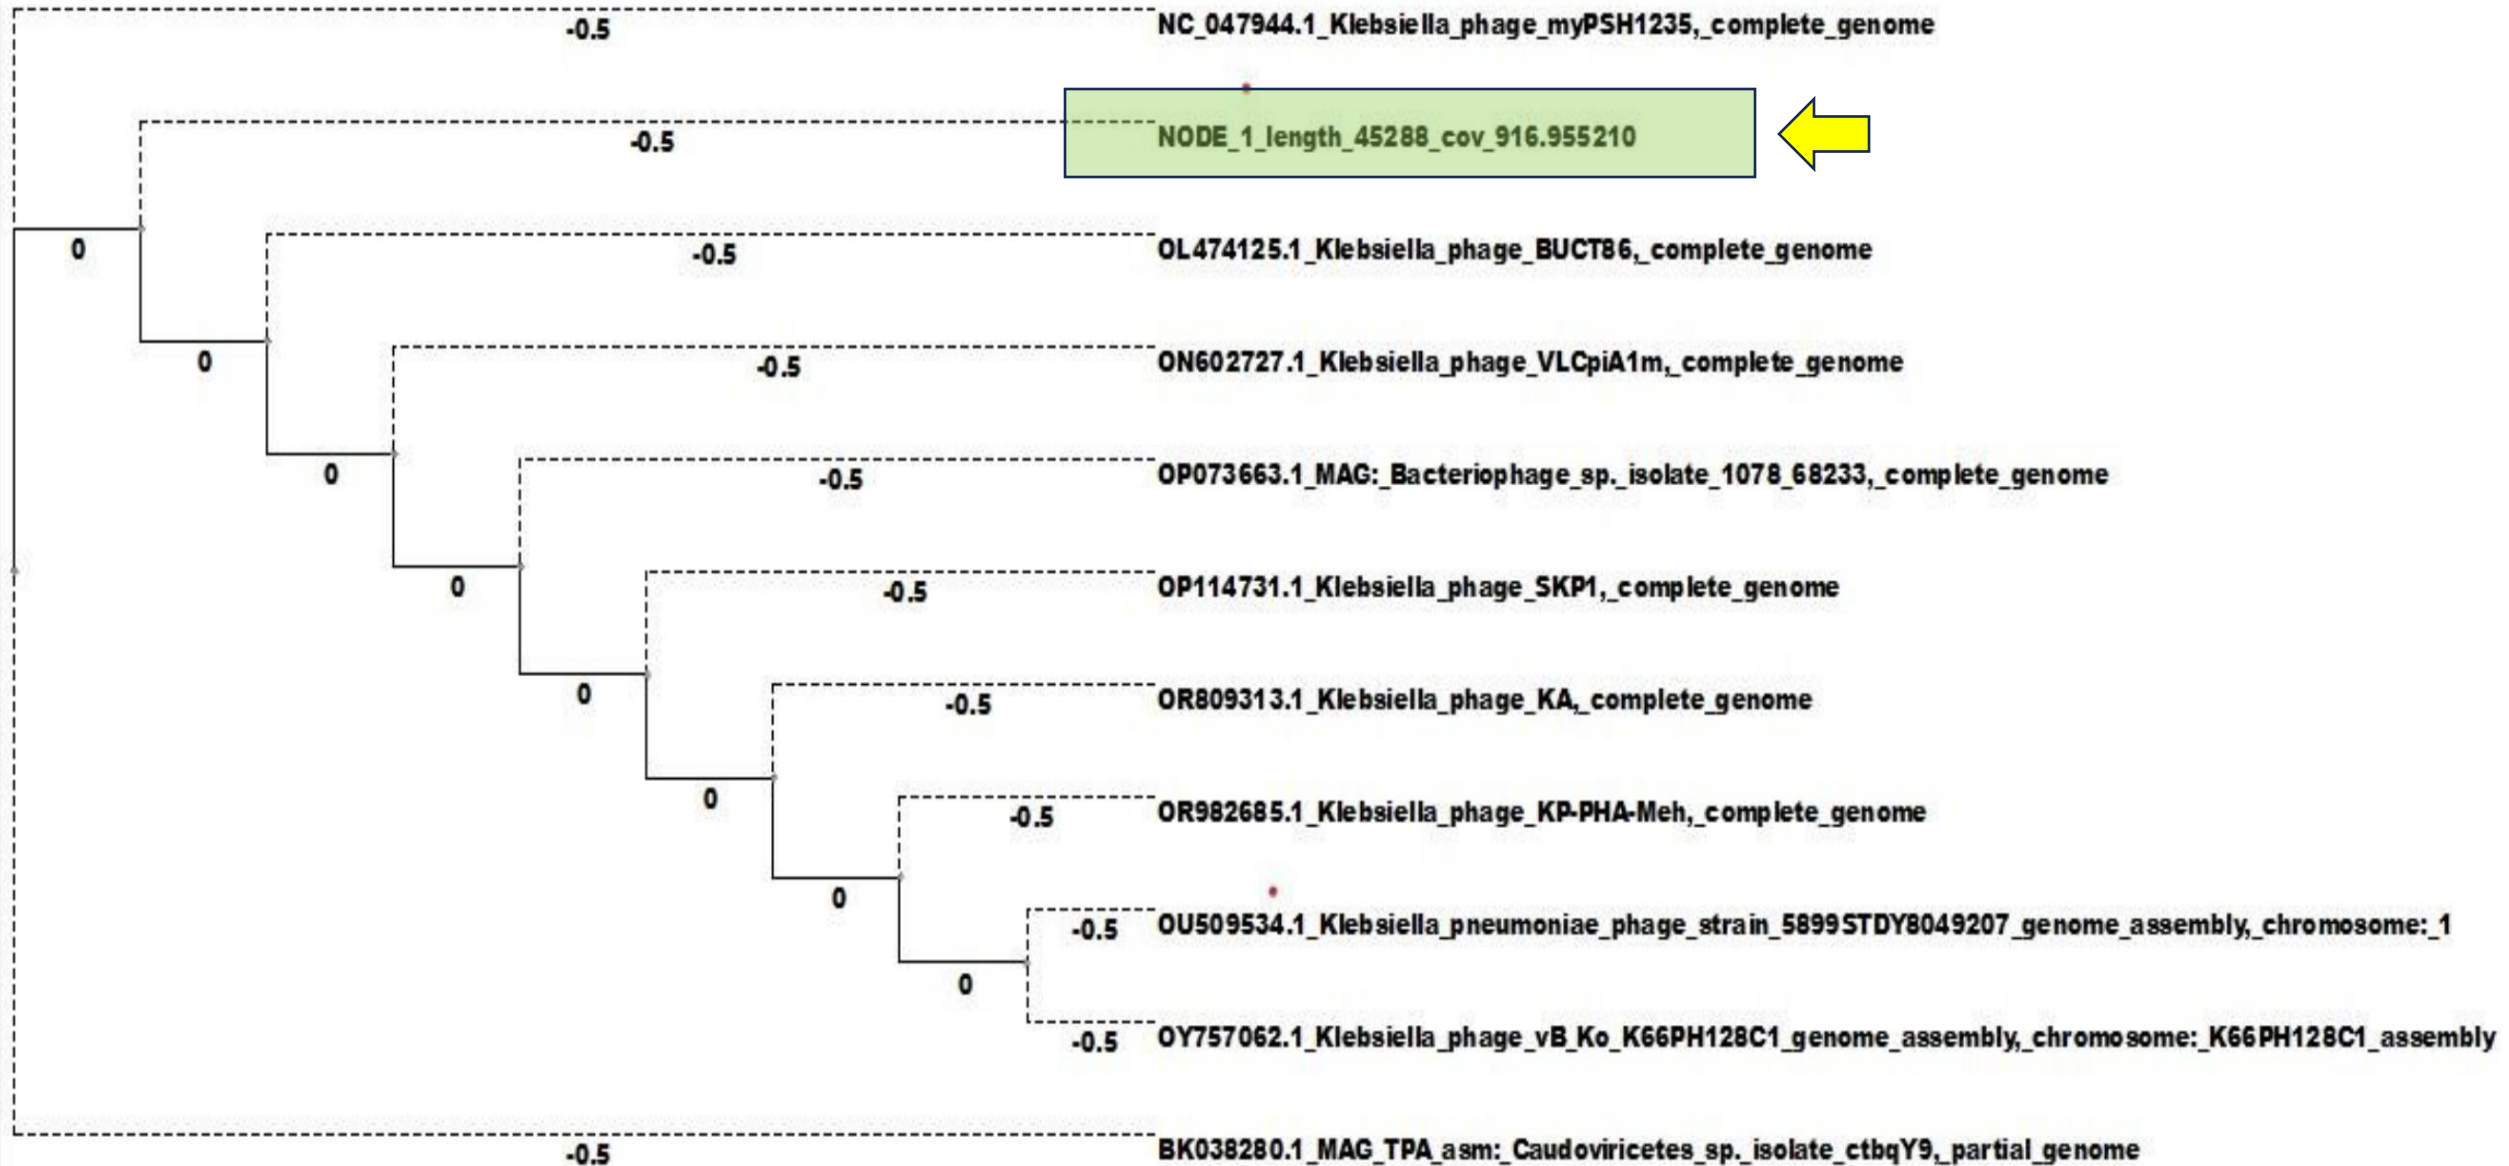 NC_047944.1_Klebsiella_phage_myPSH1235,_complete_genome
-0.5
NODE_1_length_45288_cov_916.955210
-0.5
0
OL474125.1_Klebsiella_phage_BUCT86,_complete_genome
-0.5
0
ON602727.1_Klebsiella_phage_VLCpiA1m,_complete_genome
-0.5
0
OP073663.1_MAG:_Bacteriophage_sp._isolate_1078_68233,_complete_genome
-0.5
0
OP114731.1_Klebsiella_phage_SKP1,_complete_genome
-0.5
0
OR809313.1_Klebsiella_phage_KA,_complete_genome
-0.5
0
OR982685.1_Klebsiella_phage_KP-PHA-Meh,_complete_genome
-0.5
0
OU509534.1_Klebsiella_pneumoniae_phage_strain_5899STDY8049207_genome_assembly,_chromosome:_1
-0.5
0
OY757062.1_Klebsiella_phage_vB_Ko_K66PH128C1_genome_assembly,_chromosome:_K66PH128C1_assembly
-0.5
BK038280.1_MAG_TPA_asm:_Caudoviricetes_sp._isolate_ctbqY9,_partial_genome
-0.5